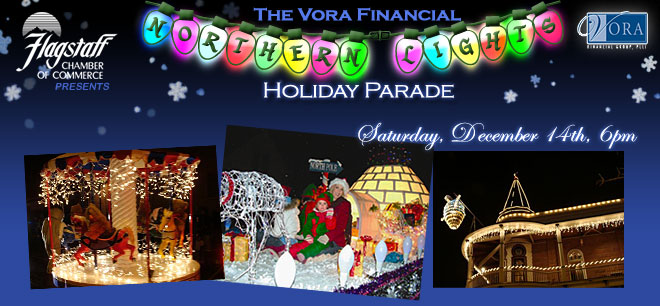 Flagstaff
CHAMBER
OF COMMERCE
PRESENTS
THE VORA FINANCIAL
NORTHERN LIGHTS
HOLIDAY PARADE
VORA
FINANCIAL GROUP, PLLC
Saturday, December 14th, 6pm
NORTH POLE